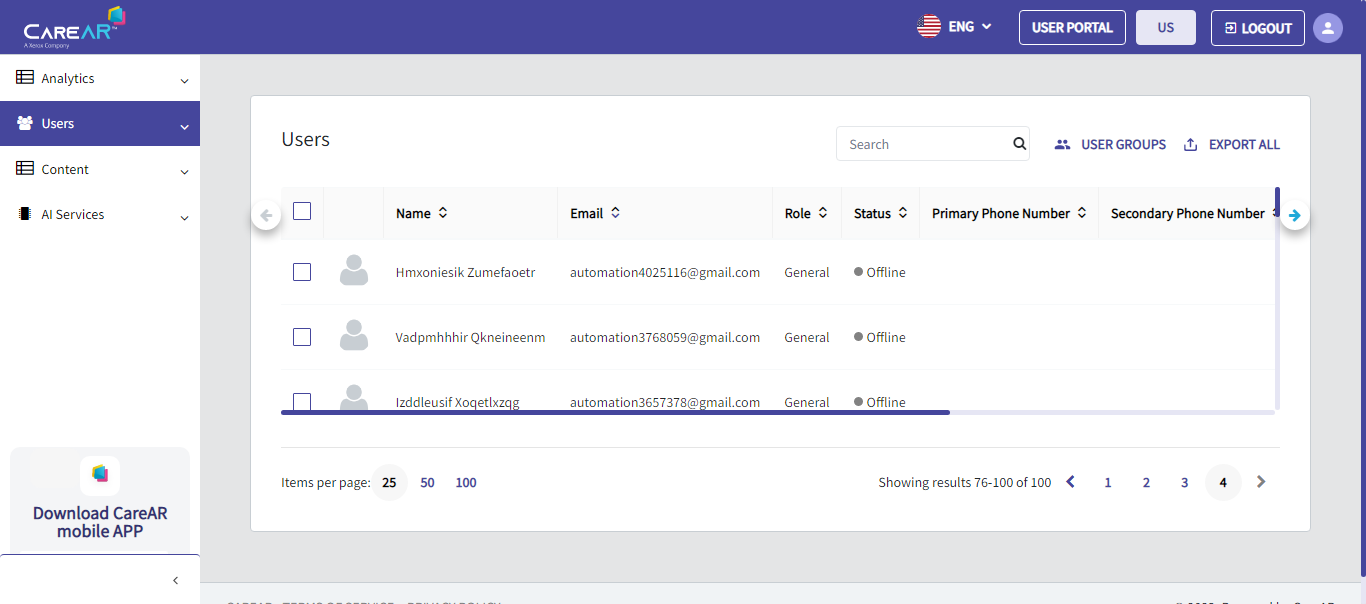 CAREAR™
A Xerox Company
ENG
USER PORTAL
US
LOGOUT
Analytics
Users
Content
AI Services
Download CareAR
mobile APP
Users
Search
USER GROUPS
EXPORT ALL
Name Email Role Status Primary Phone Number Secondary Phone Number
Hmxoniesik Zumefaoetr automation4025116@gmail.com General Offline
Vadpmhhhir Qkneineenm automation3768059@gmail.com General Offline
Izddleusif Xoqetlxzqg automation3657378@gmail.com General Offline
Items per page: 25 50 100
Showing results 76-100 of 100 1 2 3 4